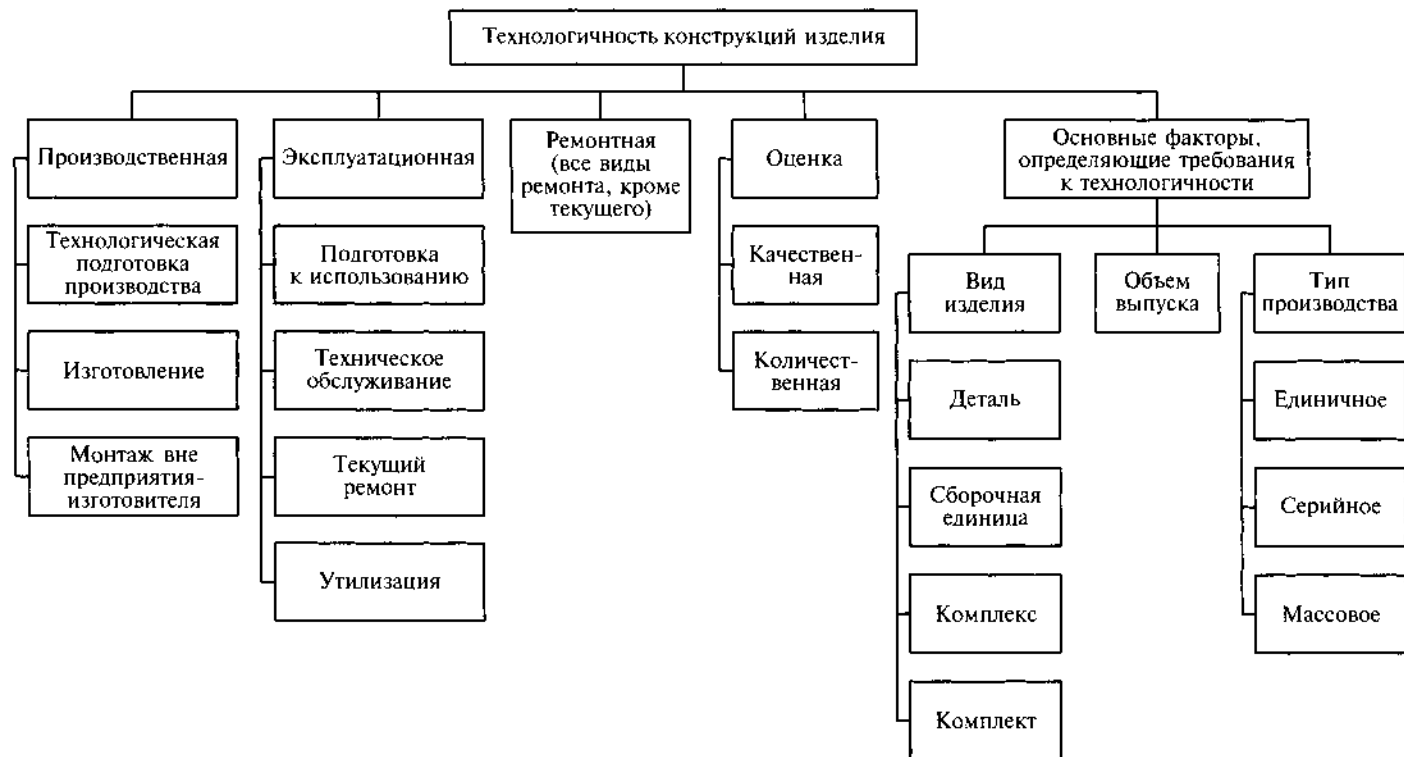 Технологичность конструкций изделия
Производственная
Технологическая
подготовка
производства
Изготовление
Монтаж вне
предприятия-
изготовителя
Эксплуатационная
Подготовка
к использованию
Техническое
обслуживание
Текущий
ремонт
Утилизация
Ремонтная
(все виды
ремонта, кроме
текущего)
Оценка
Качествен-
ная
Количест-
венная
Основные факторы,
определяющие требования
к технологичности
Вид
изделия
Деталь
Сборочная
единица
Комплекс
Комплект
Объем
выпуска
Тип
производства
Единичное
Серийное
Массовое